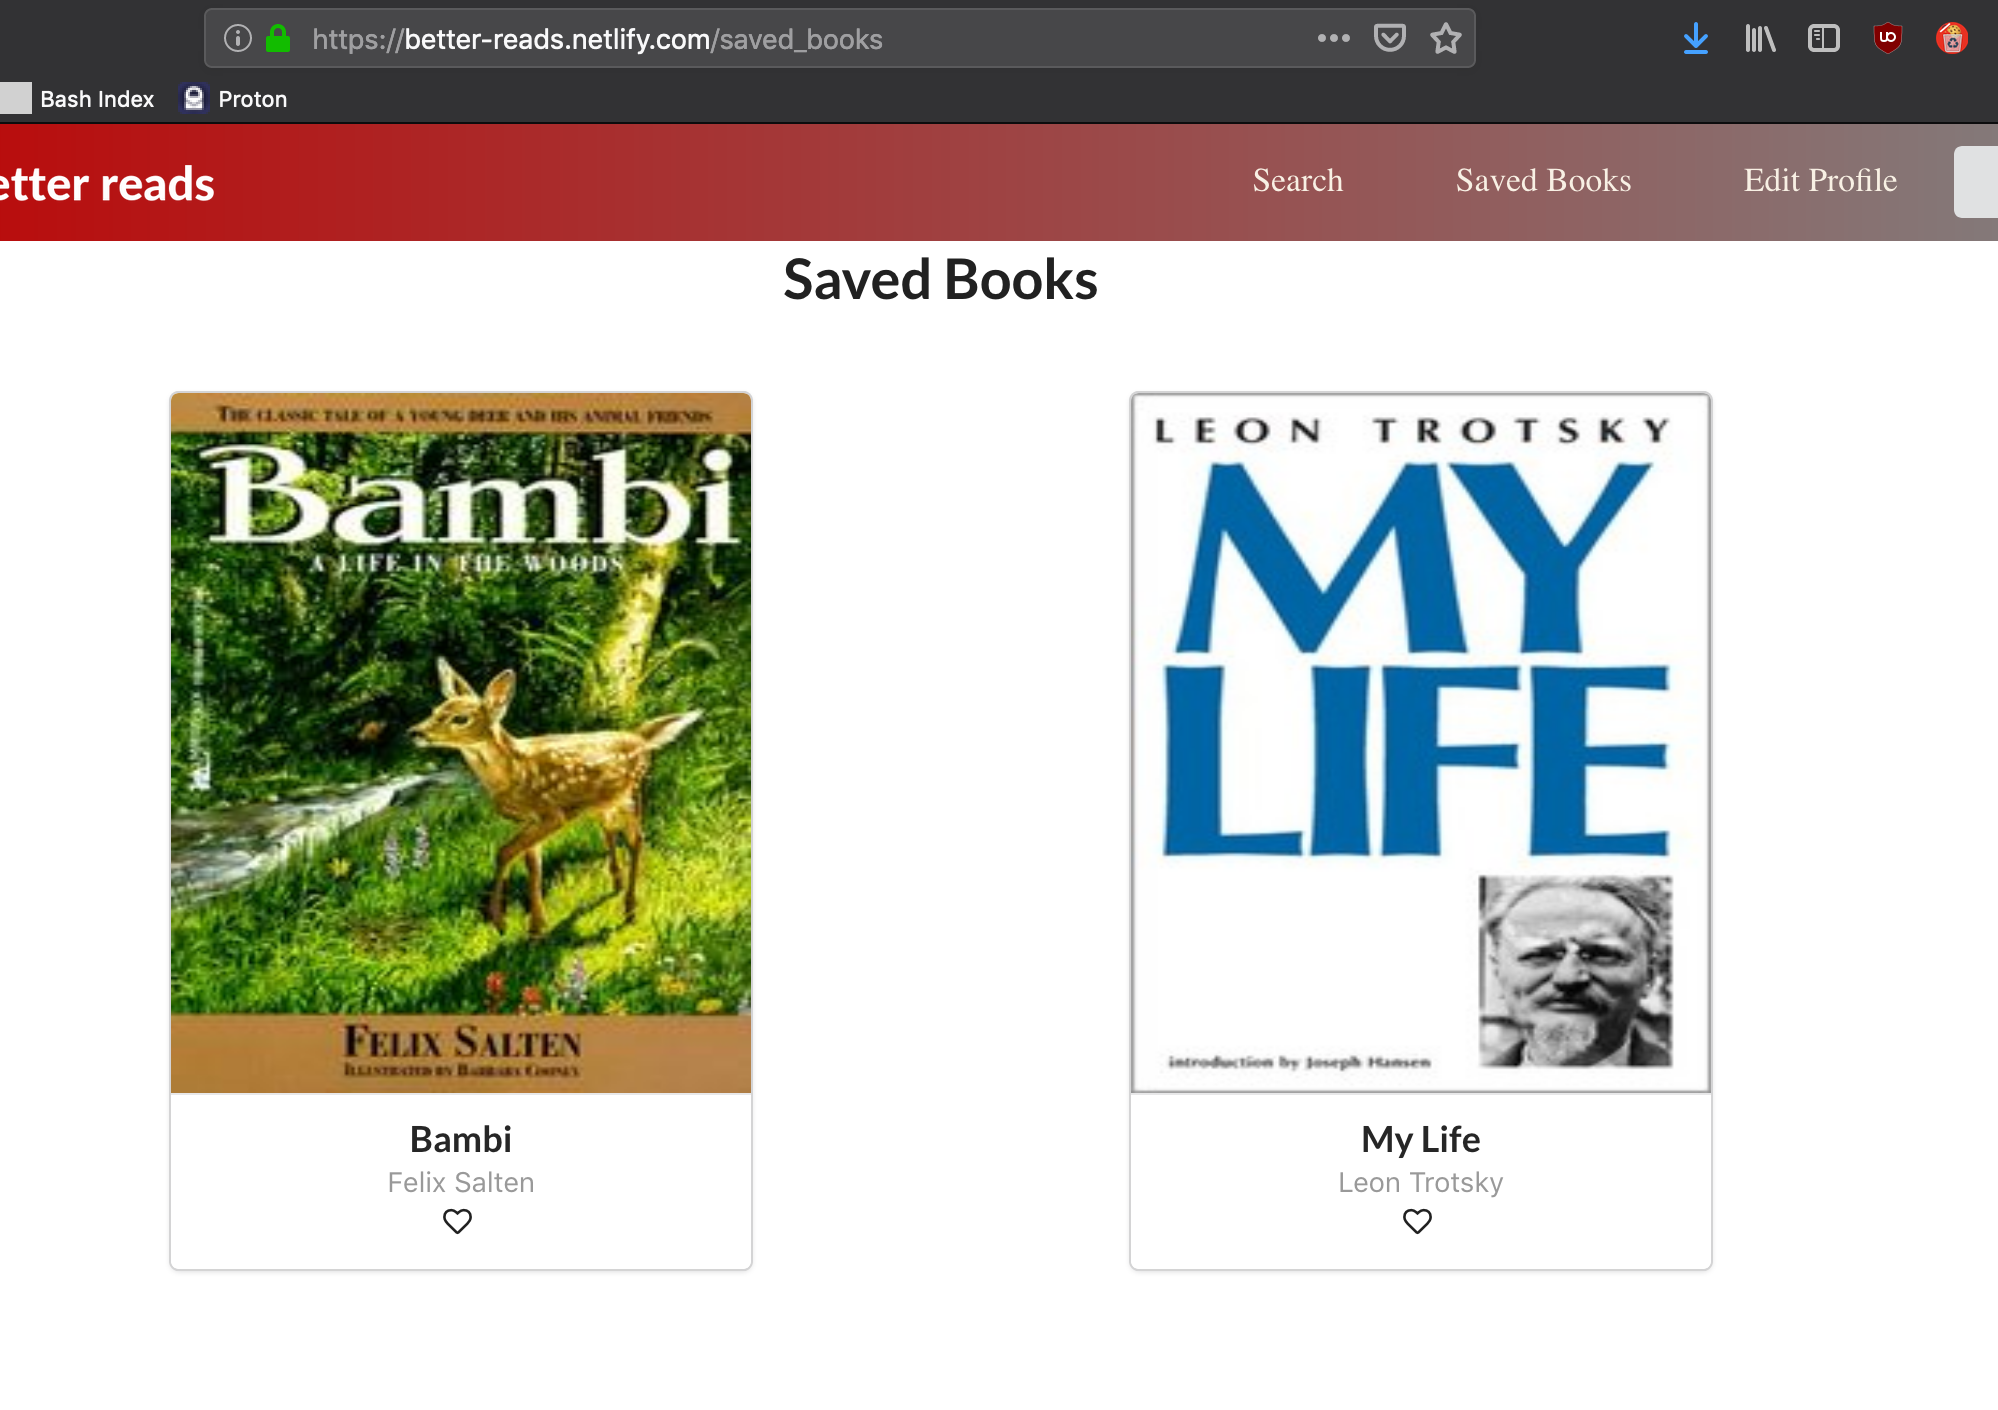 https://better-reads.netlify.com/saved_books
Bash Index
Proton
etter reads
Search
Saved Books
Edit Profile
Saved Books
THE CLASSIC TALE OF A YOUNG DEER AND HIS ANIMAL FRIENDS
Bambi
A LIFE IN THE WOODS
FELIX SALTEN
ILLUSTRATED BY BARBARA COONEY
Bambi
Felix Salten
LEON TROTSKY
MY
LIFE
introduction by Joseph Hansen
My Life
Leon Trotsky